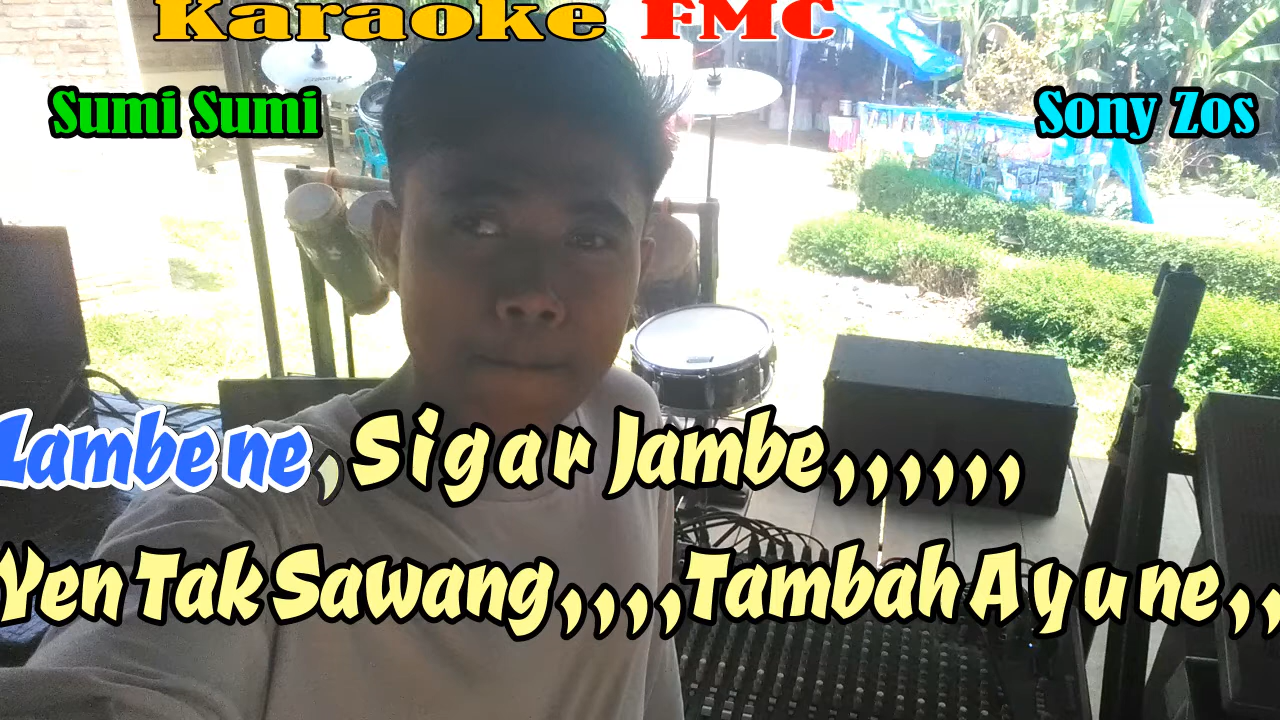 Karaoke FMC
Sumi Sumi
Sony Zos
Lambene,Sigar Jambe,,,,,,
Yen Tak Sawang,,,,Tambah Ayune,,